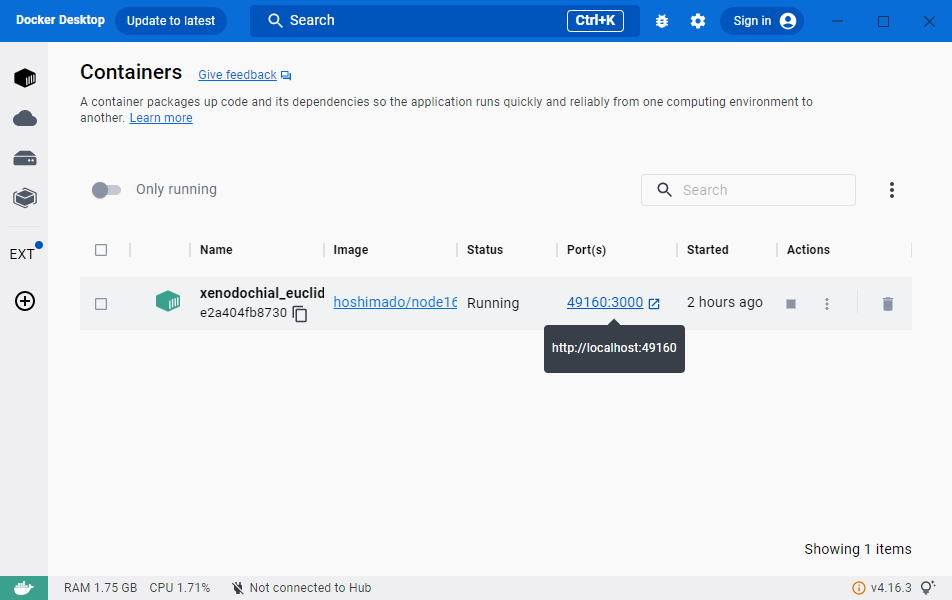 Docker Desktop Update to latest Search Ctrl+K Sign in
Containers Give feedback
A container packages up code and its dependencies so the application runs quickly and reliably from one computing environment to
another. Learn more
Only running Search
EXT
Name Image Status Port(s) Started Actions
xenodochial_euclid
hoshimado/node16 Running 49160:3000 2 hours ago
e2a404fb8730
http://localhost:49160
Showing 1 items
RAM 1.75 GB CPU 1.71% Not connected to Hub v4.16.3